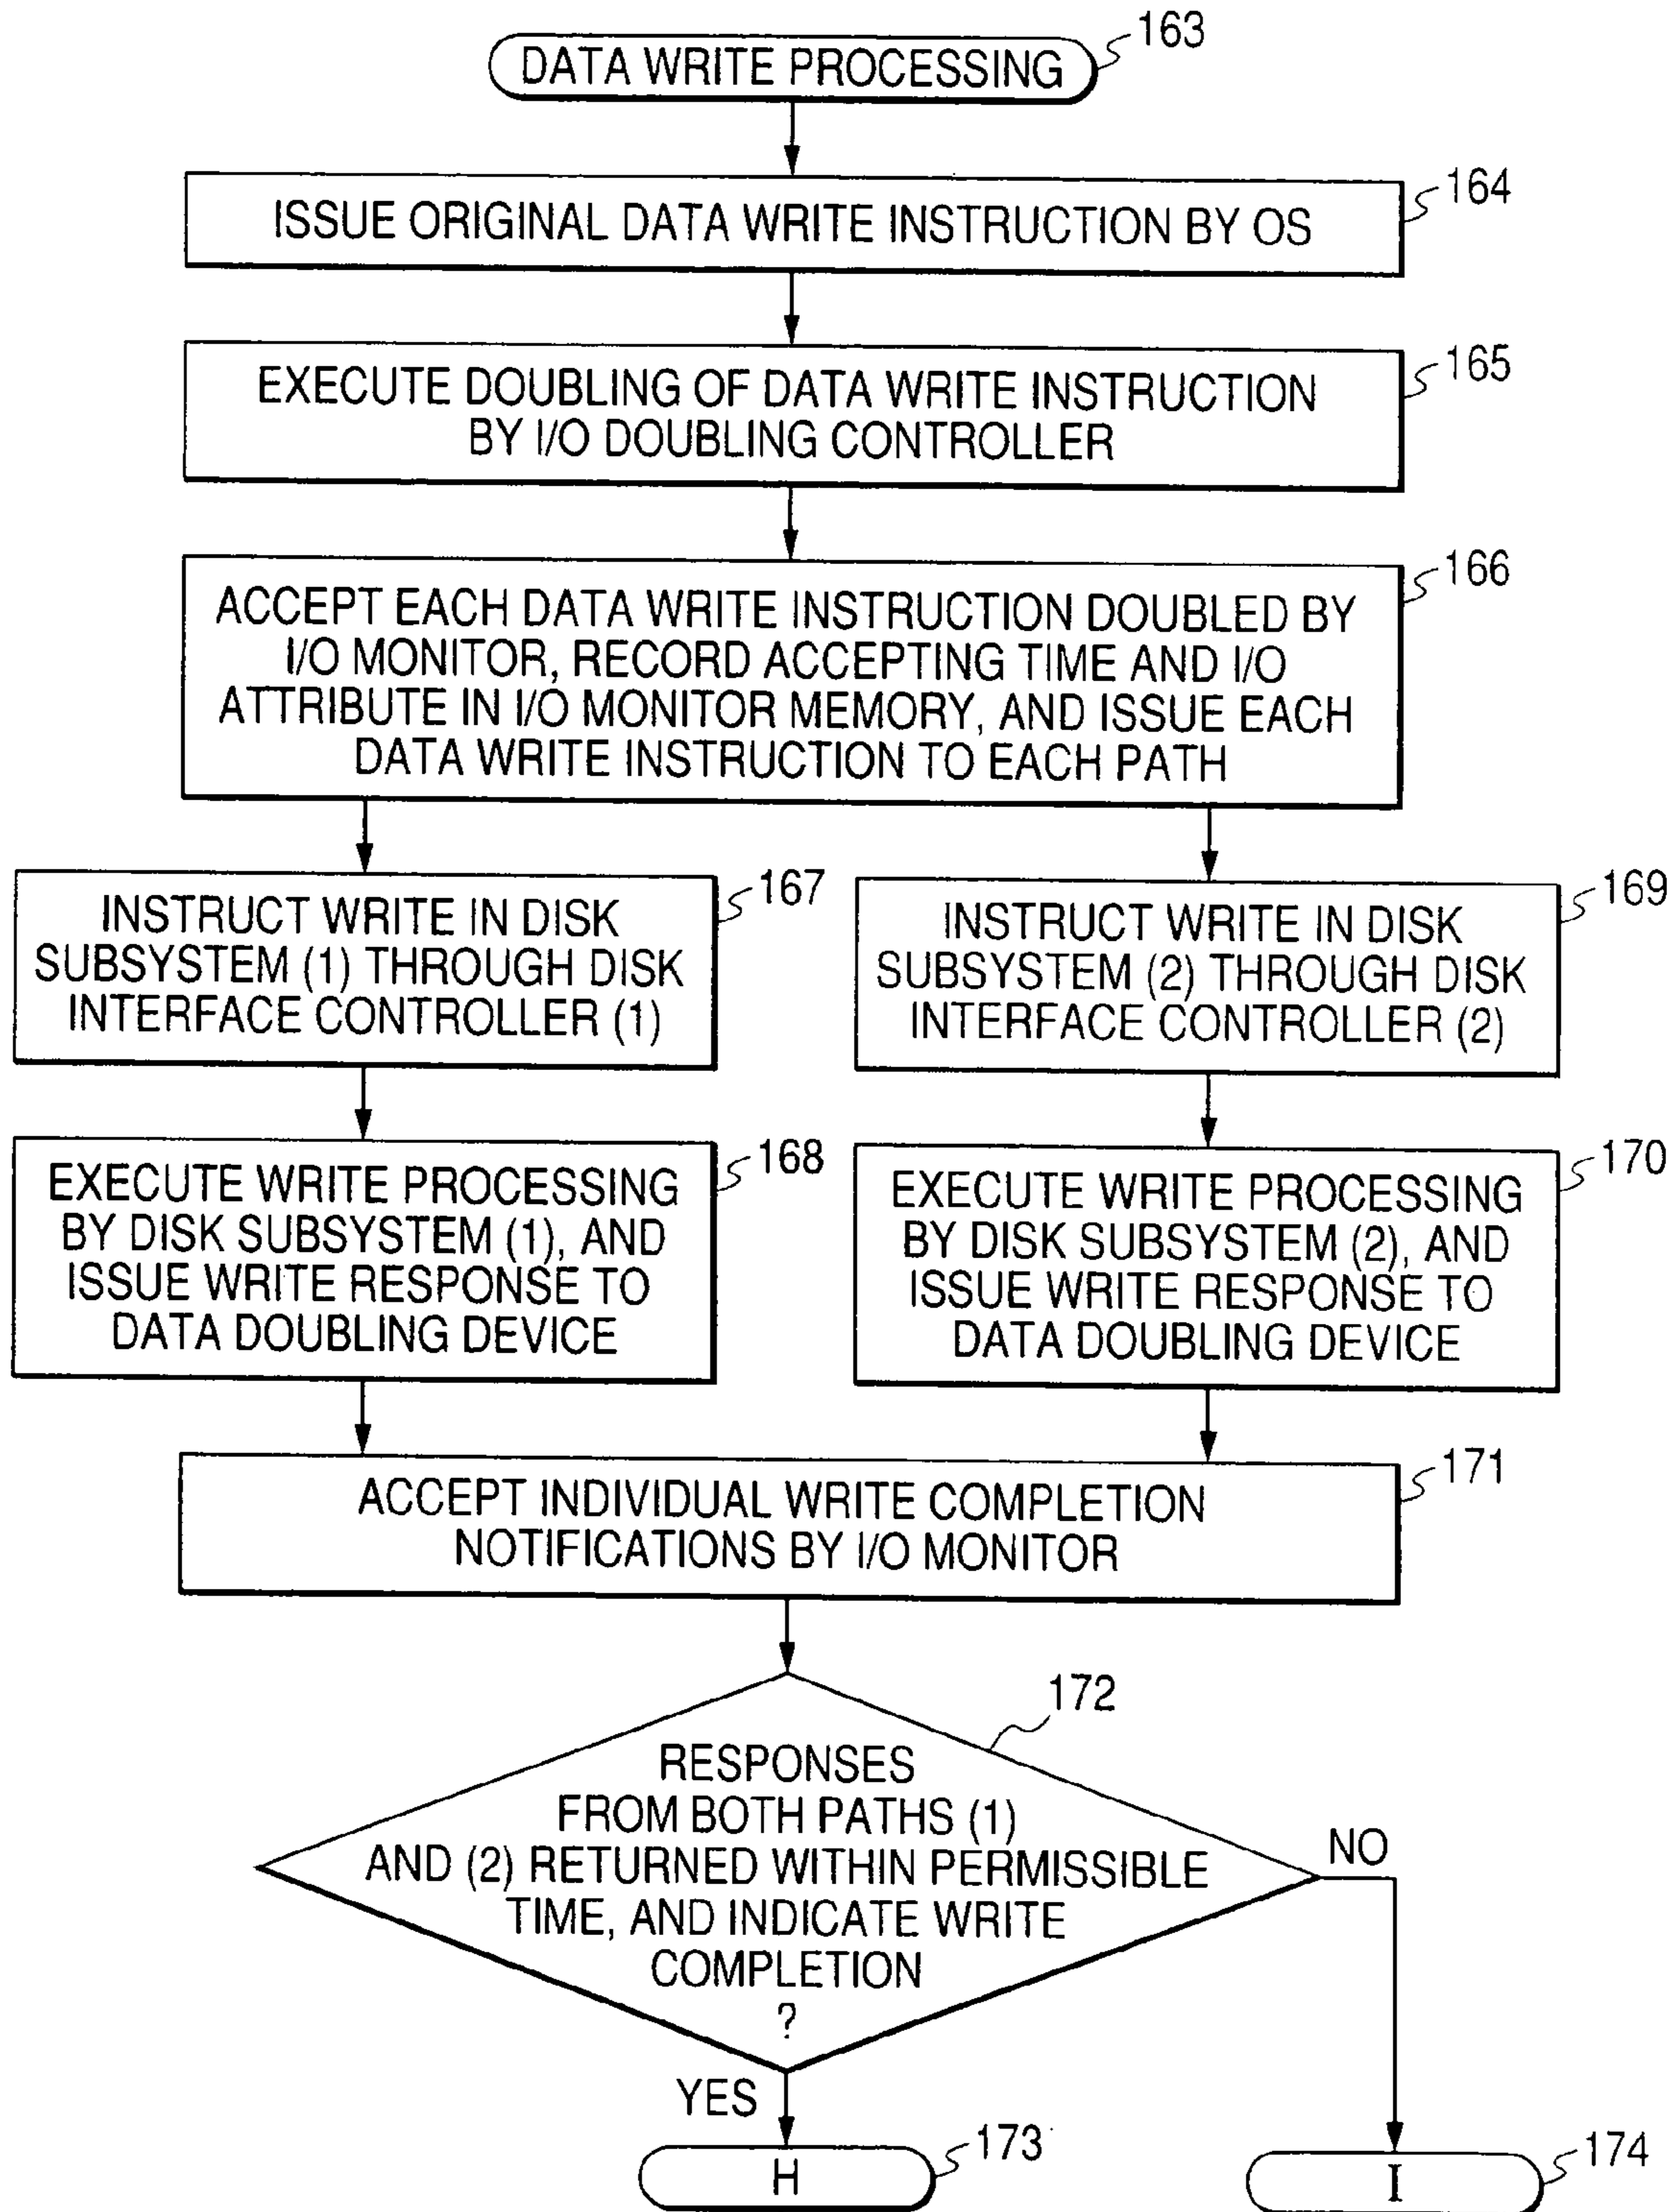 DATA WRITE PROCESSING
163
ISSUE ORIGINAL DATA WRITE INSTRUCTION BY OS
164
EXECUTE DOUBLING OF DATA WRITE INSTRUCTION
BY I/O DOUBLING CONTROLLER
165
ACCEPT EACH DATA WRITE INSTRUCTION DOUBLED BY
I/O MONITOR, RECORD ACCEPTING TIME AND I/O
ATTRIBUTE IN I/O MONITOR MEMORY, AND ISSUE EACH
DATA WRITE INSTRUCTION TO EACH PATH
166
INSTRUCT WRITE IN DISK
SUBSYSTEM (1) THROUGH DISK
INTERFACE CONTROLLER (1)
167
INSTRUCT WRITE IN DISK
SUBSYSTEM (2) THROUGH DISK
INTERFACE CONTROLLER (2)
169
EXECUTE WRITE PROCESSING
BY DISK SUBSYSTEM (1), AND
ISSUE WRITE RESPONSE TO
DATA DOUBLING DEVICE
168
EXECUTE WRITE PROCESSING
BY DISK SUBSYSTEM (2), AND
ISSUE WRITE RESPONSE TO
DATA DOUBLING DEVICE
170
ACCEPT INDIVIDUAL WRITE COMPLETION
NOTIFICATIONS BY I/O MONITOR
171
172
RESPONSES
FROM BOTH PATHS (1)
AND (2) RETURNED WITHIN PERMISSIBLE
TIME, AND INDICATE WRITE
COMPLETION
?
NO
YES
H
173
I
174